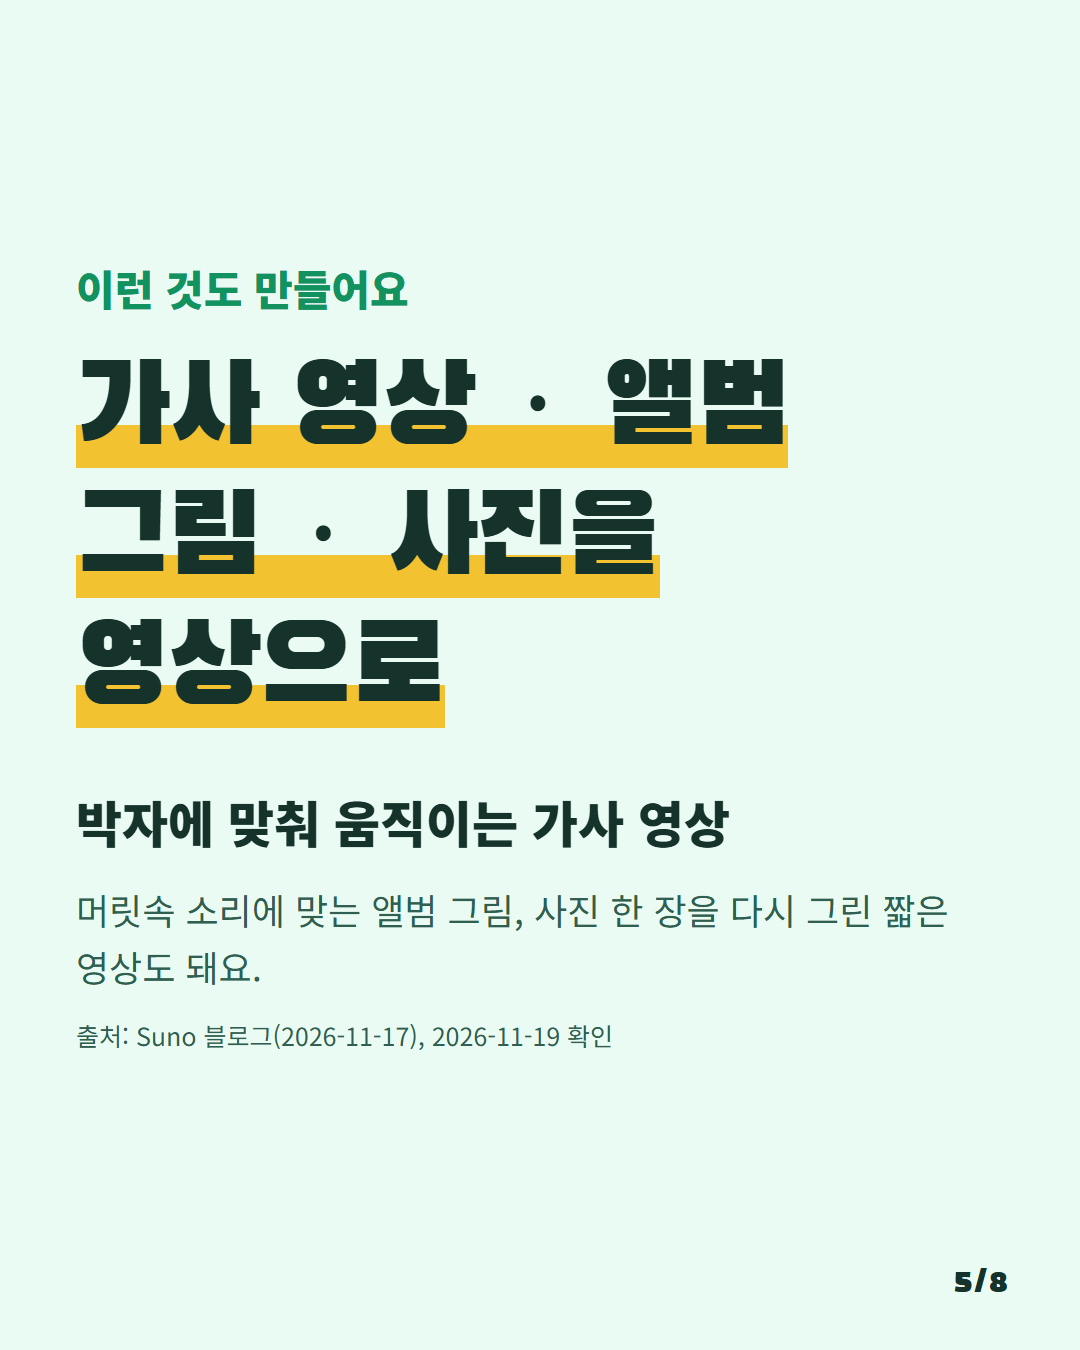 이런 것도 만들어요
가사 영상 · 앨범
그림 · 사진을
영상으로
박자에 맞춰 움직이는 가사 영상
머릿속 소리에 맞는 앨범 그림, 사진 한 장을 다시 그린 짧은
영상도 돼요.
출처: Suno 블로그(2026-11-17), 2026-11-19 확인
5/8